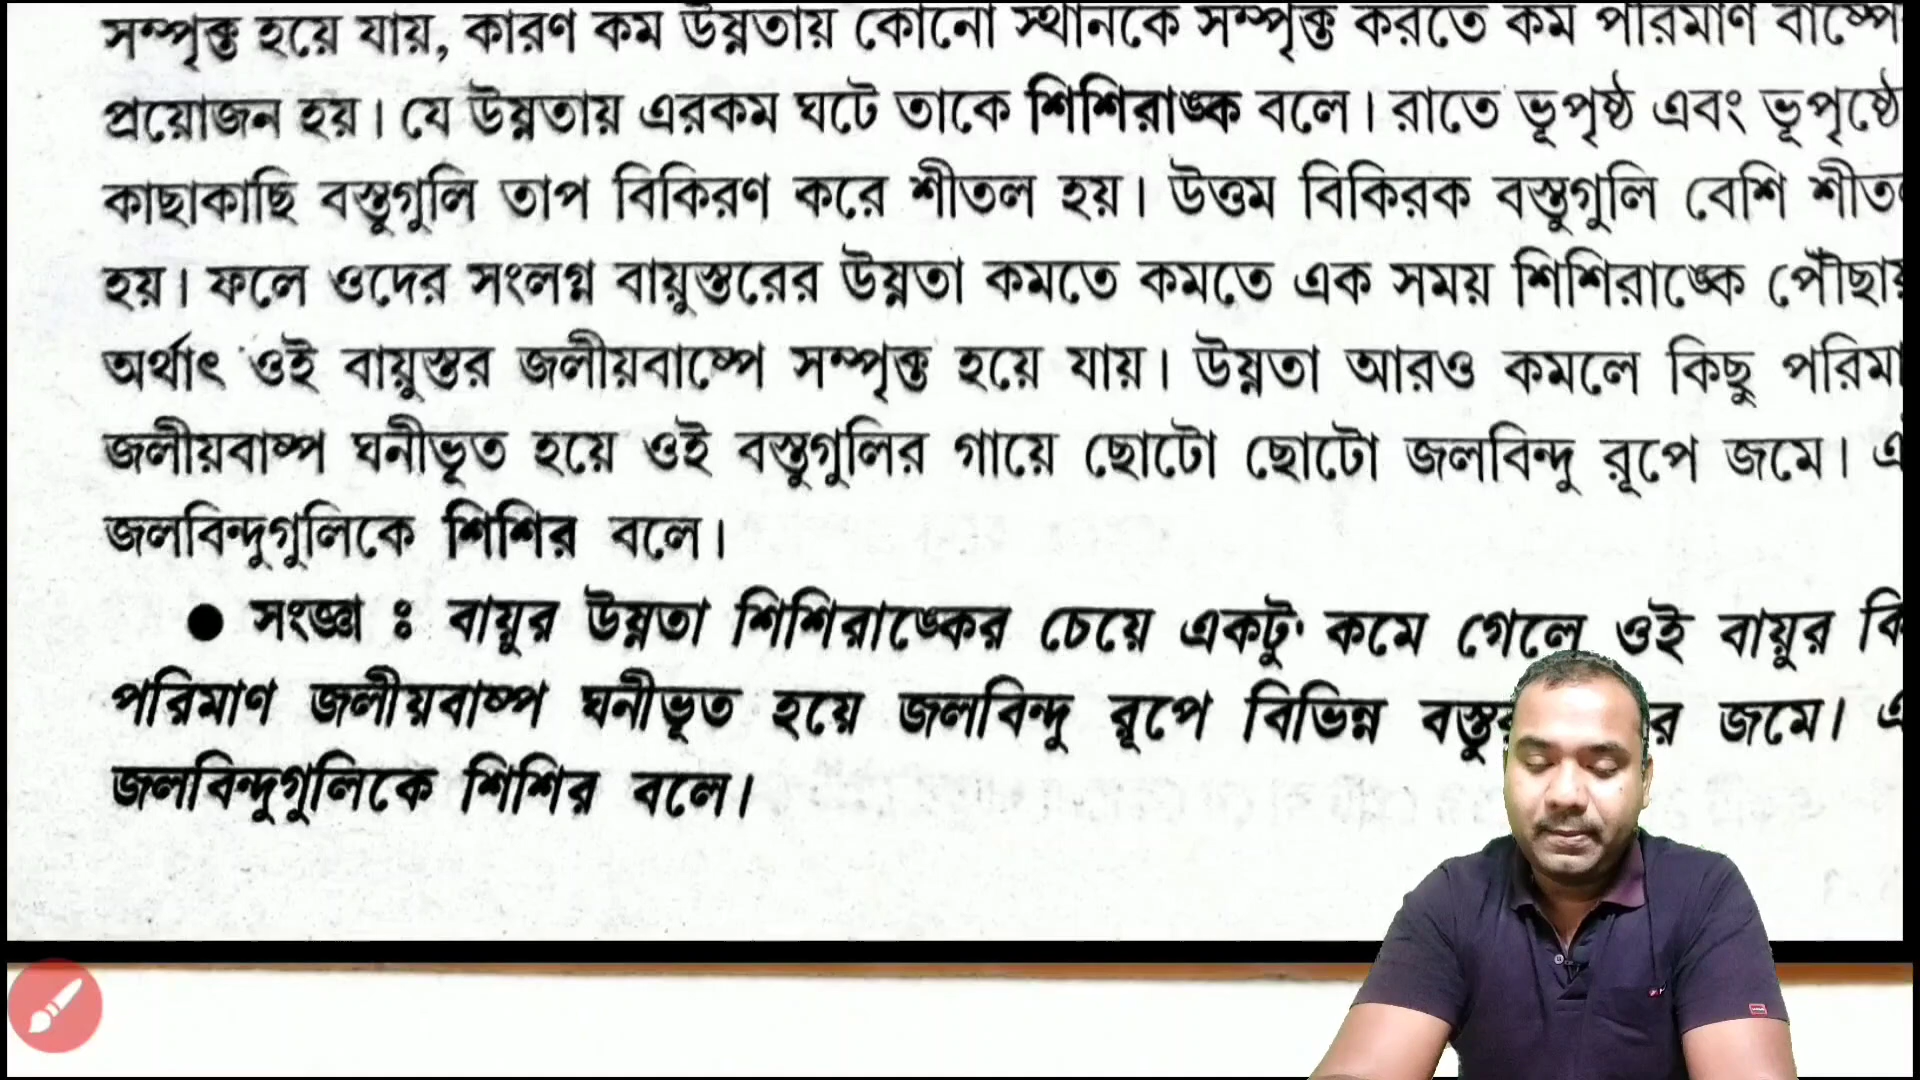 সম্পৃক্ত হয়ে যায়, কারণ কম উষ্ণতায় কোনো স্থানকে সম্পৃক্ত করতে কম পরিমাণ বাষ্পে
প্রয়োজন হয়। যে উষ্ণতায় এরকম ঘটে তাকে শিশিরাঙ্ক বলে। রাতে ভূপৃষ্ঠ এবং ভূপৃষ্ঠে
কাছাকাছি বস্তুগুলি তাপ বিকিরণ করে শীতল হয়। উত্তম বিকিরক বস্তুগুলি বেশি শীত
হয়। ফলে ওদের সংলগ্ন বায়ুস্তরের উষ্ণতা কমতে কমতে এক সময় শিশিরাঙ্কে পৌঁছায়
অর্থাৎ ওই বায়ুস্তর জলীয়বাষ্পে সম্পৃক্ত হয়ে যায়। উষ্ণতা আরও কমলে কিছু পরিমা
জলীয়বাষ্প ঘনীভূত হয়ে ওই বস্তুগুলির গায়ে ছোটো ছোটো জলবিন্দু রূপে জমে। এ
জলবিন্দুগুলিকে শিশির বলে।
● সংজ্ঞা ঃ বায়ুর উষ্ণতা শিশিরাঙ্কের চেয়ে একটু কমে গেলে ওই বায়ুর কি
পরিমাণ জলীয়বাষ্প ঘনীভূত হয়ে জলবিন্দু রূপে বিভিন্ন জমে। এ
জলবিন্দুগুলিকে শিশির বলে।